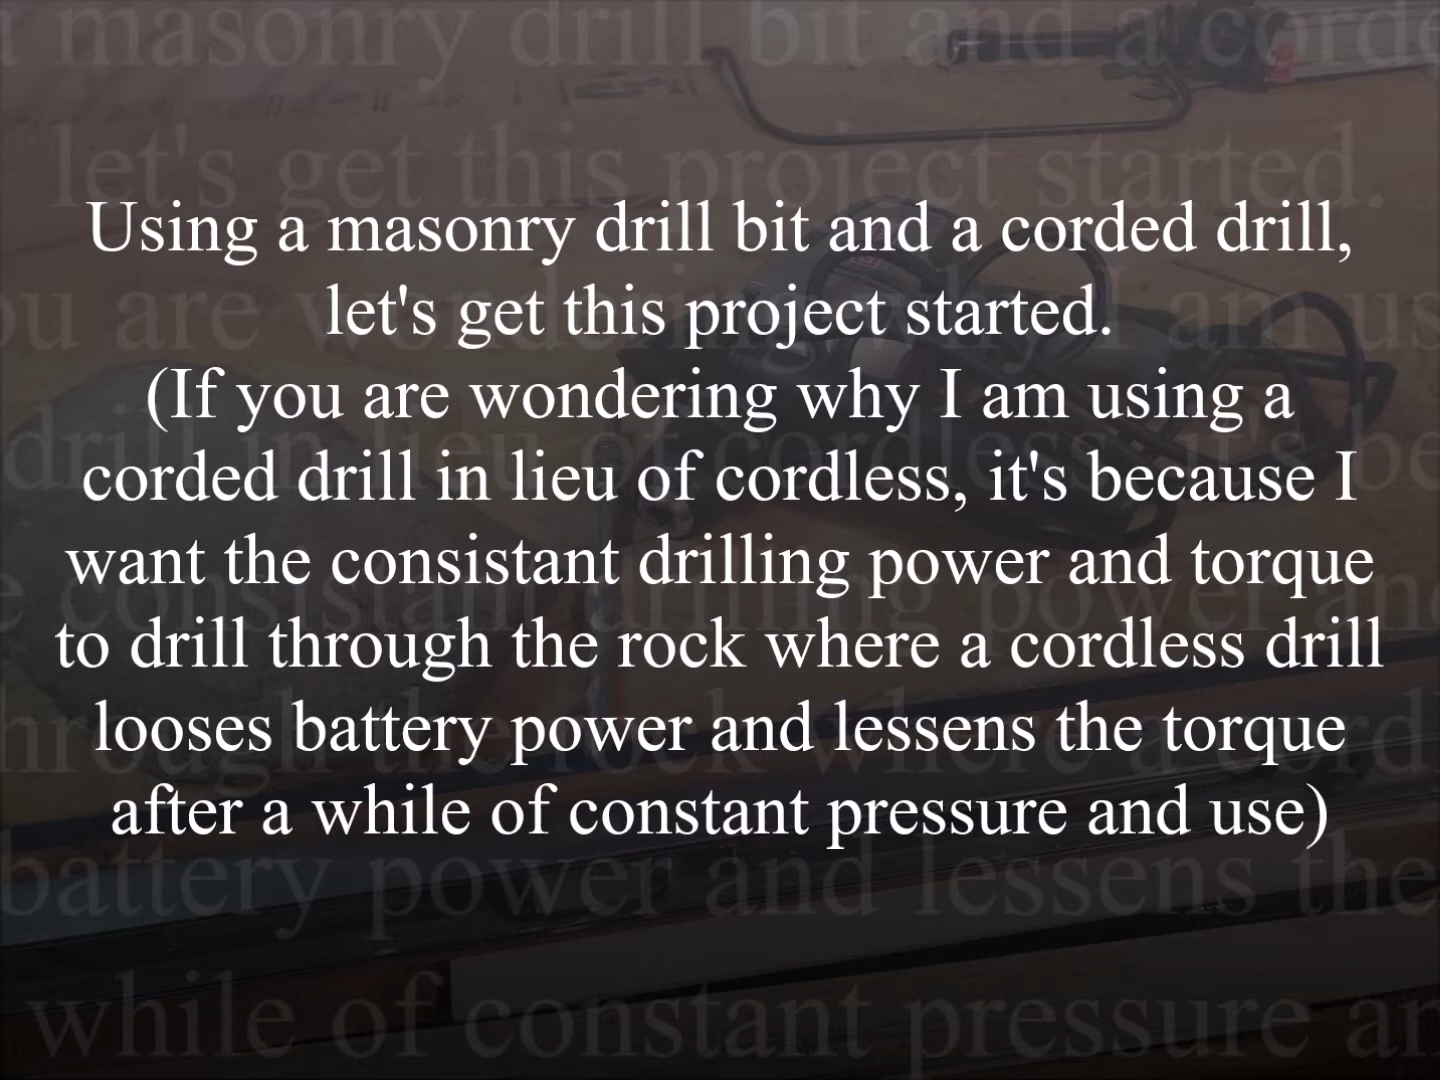 Using a masonry drill bit and a corded drill,
let's get this project started.
(If you are wondering why I am using a
corded drill in lieu of cordless, it's because I
want the consistant drilling power and torque
to drill through the rock where a cordless drill
looses battery power and lessens the torque
after a while of constant pressure and use)